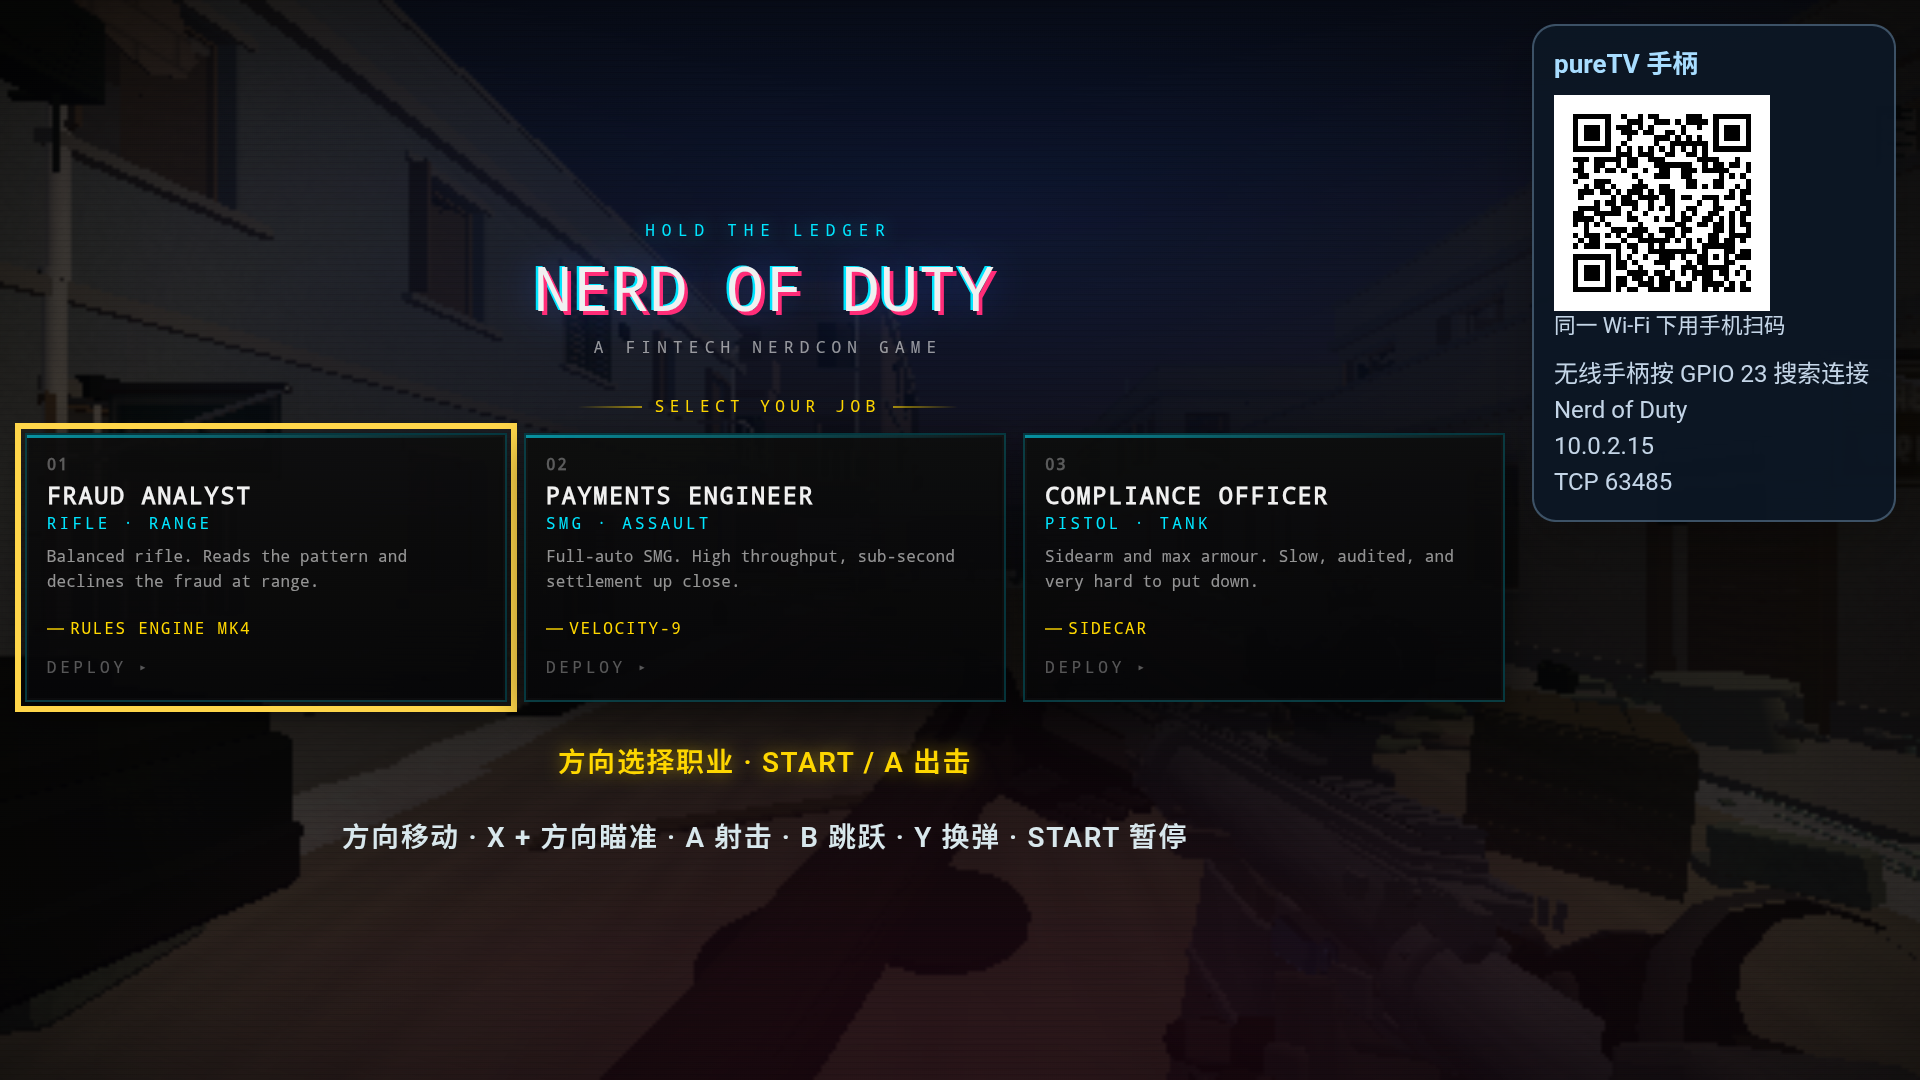 HOLD THE LEDGER
NERD OF DUTY
A FINTECH NERDCON GAME
SELECT YOUR JOB
01
FRAUD ANALYST
RIFLE · RANGE
Balanced rifle. Reads the pattern and
declines the fraud at range.
— RULES ENGINE MK4
DEPLOY ▸
02
PAYMENTS ENGINEER
SMG · ASSAULT
Full-auto SMG. High throughput, sub-second
settlement up close.
— VELOCITY-9
DEPLOY ▸
03
COMPLIANCE OFFICER
PISTOL · TANK
Sidearm and max armour. Slow, audited, and
very hard to put down.
— SIDECAR
DEPLOY ▸
方向选择职业 · START / A 出击
方向移动 · X + 方向瞄准 · A 射击 · B 跳跃 · Y 换弹 · START 暂停
pureTV 手柄
同一 Wi-Fi 下用手机扫码
无线手柄按 GPIO 23 搜索连接
Nerd of Duty
10.0.2.15
TCP 63485